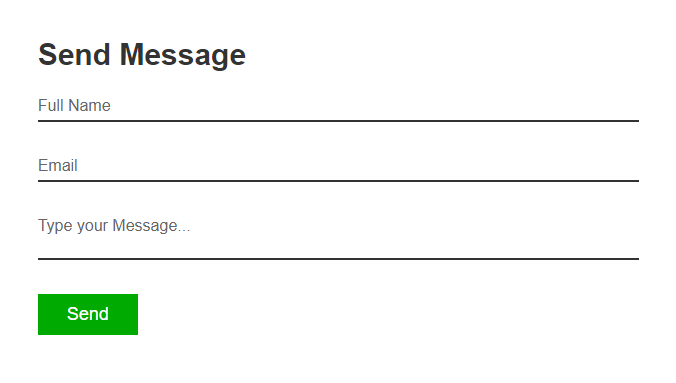 Send Message
Full Name
Email
Type your Message...
Send